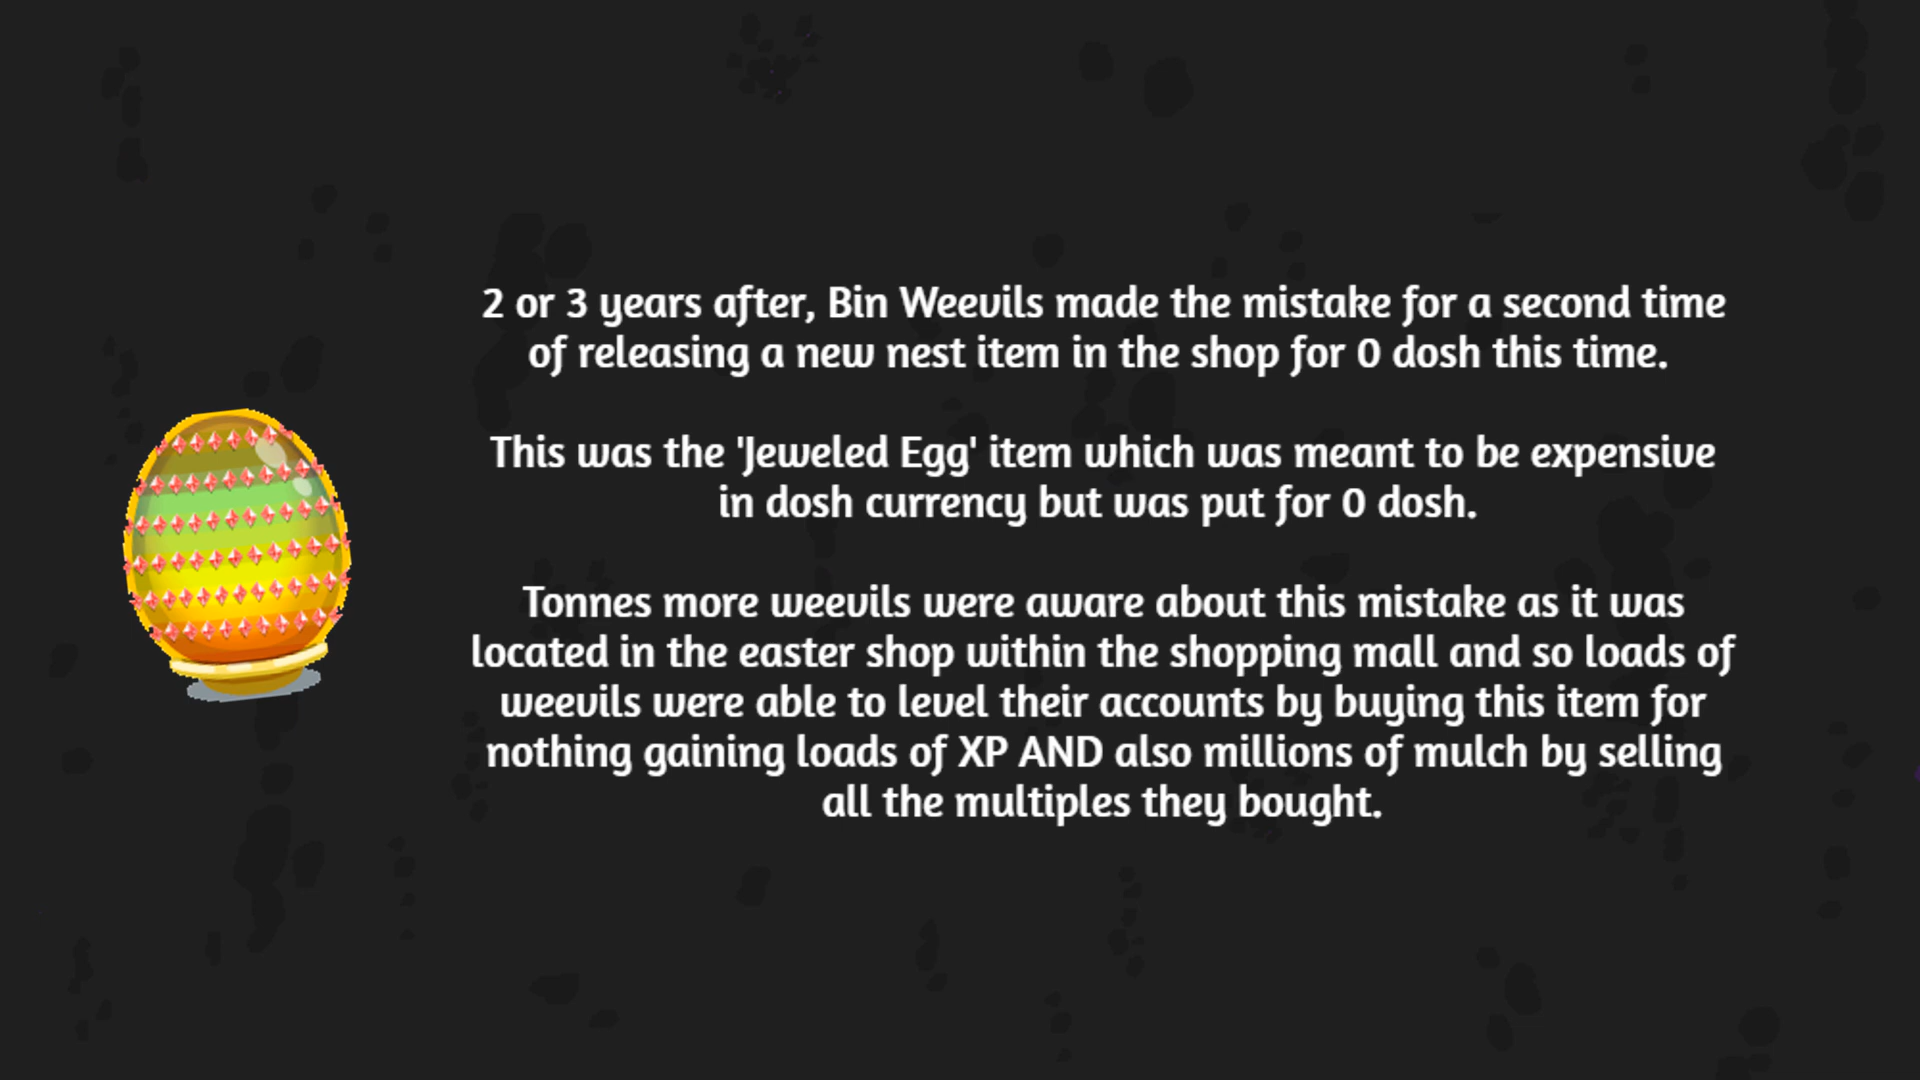 2 or 3 years after, Bin Weevils made the mistake for a second time
of releasing a new nest item in the shop for 0 dosh this time.
This was the 'Jeweled Egg' item which was meant to be expensive
in dosh currency but was put for 0 dosh.
Tonnes more weevils were aware about this mistake as it was
located in the easter shop within the shopping mall and so loads of
weevils were able to level their accounts by buying this item for
nothing gaining loads of XP AND also millions of mulch by selling
all the multiples they bought.